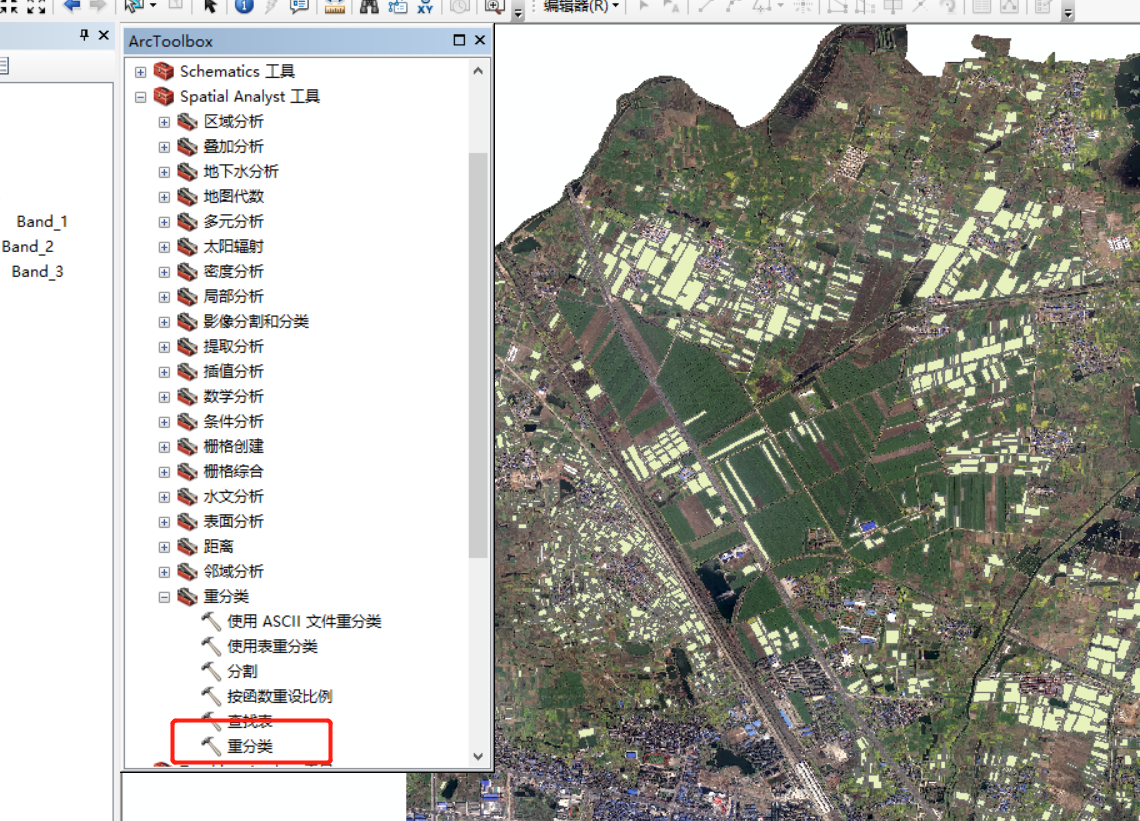 编辑器(R)
ArcToolbox
Schematics 工具
Spatial Analyst 工具
区域分析
叠加分析
地下水分析
地图代数
多元分析
太阳辐射
密度分析
局部分析
影像分割和分类
提取分析
插值分析
数学分析
条件分析
栅格创建
栅格综合
水文分析
表面分析
距离
邻域分析
重分类
使用 ASCII 文件重分类
使用表重分类
分割
按函数重设比例
查找表
重分类
Band_1
Band_2
Band_3
XY